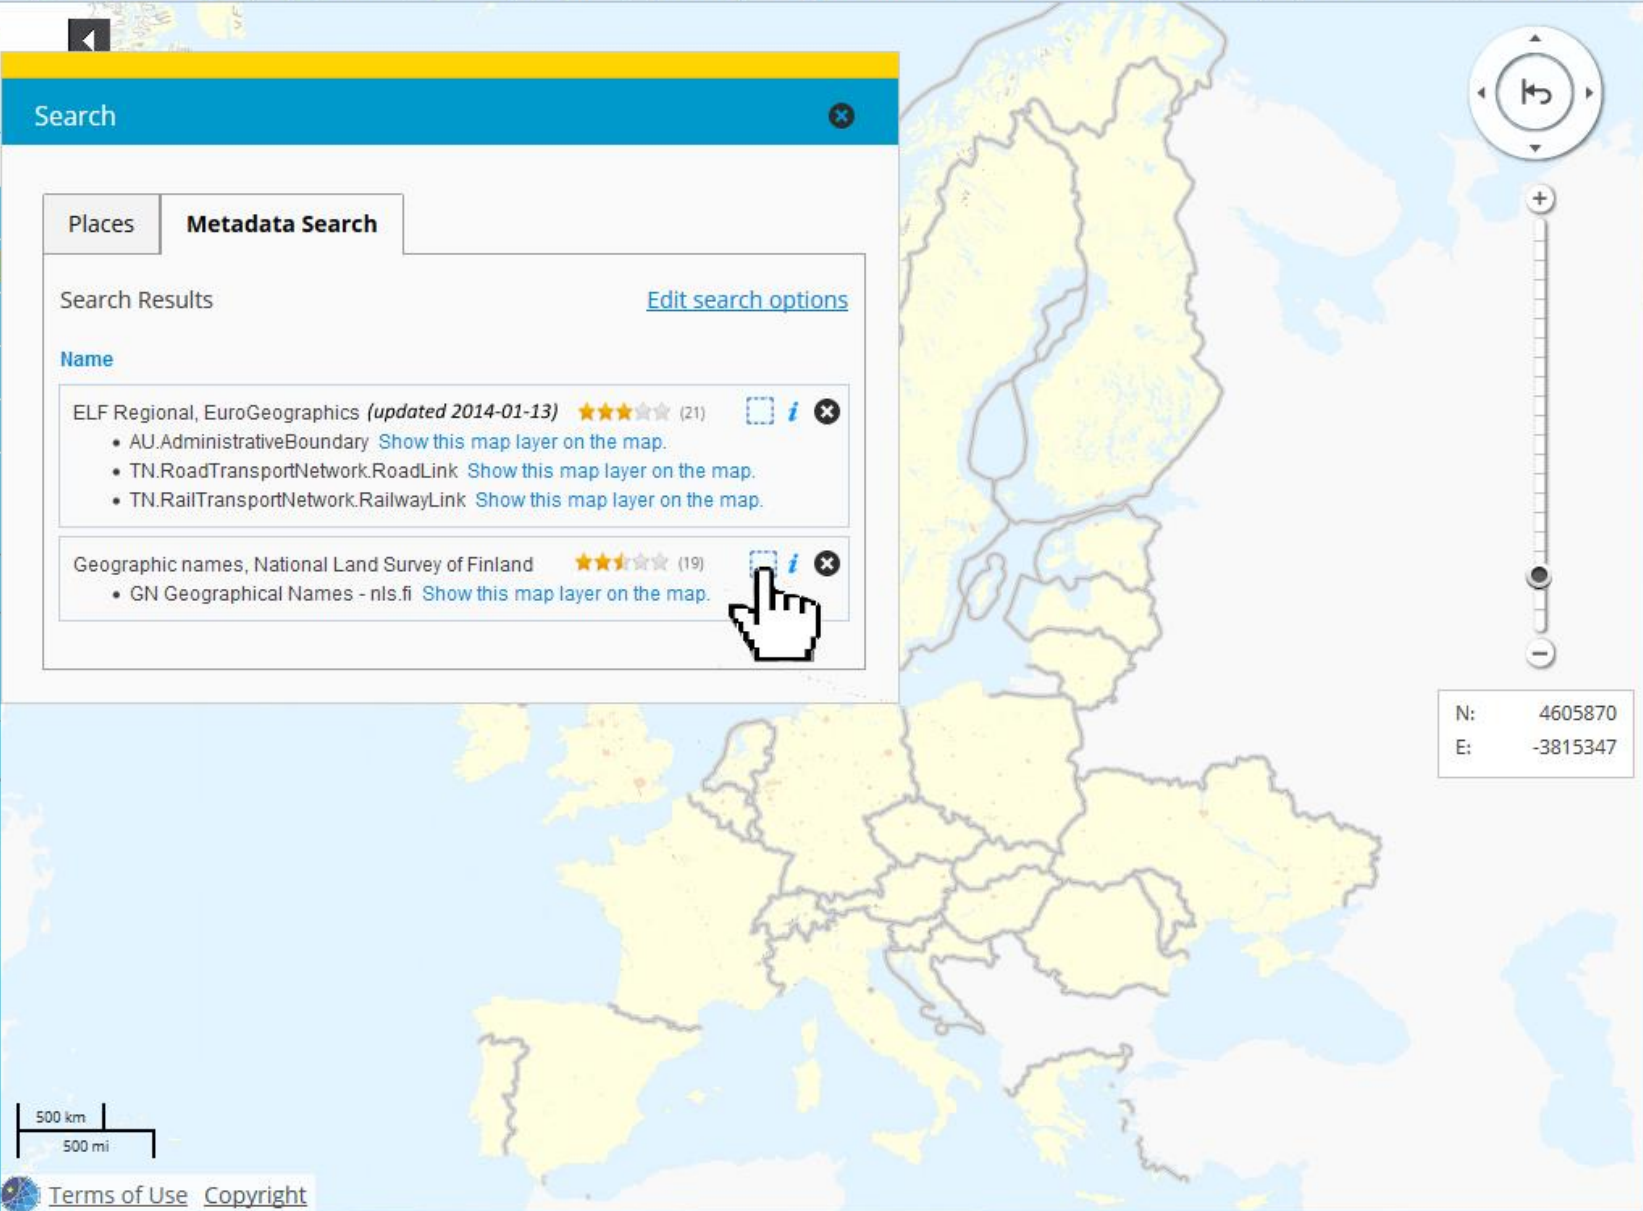 Search
Places
Metadata Search
Search Results
Edit search options
Name
ELF Regional, EuroGeographics (updated 2014-01-13) (21) i
• AU.AdministrativeBoundary Show this map layer on the map.
• TN.RoadTransportNetwork.RoadLink Show this map layer on the map.
• TN.RailTransportNetwork.RailwayLink Show this map layer on the map.
Geographic names, National Land Survey of Finland (19) i
• GN Geographical Names - nls.fi Show this map layer on the map.
N: 4605870
E: -3815347
500 km
500 mi
Terms of Use Copyright